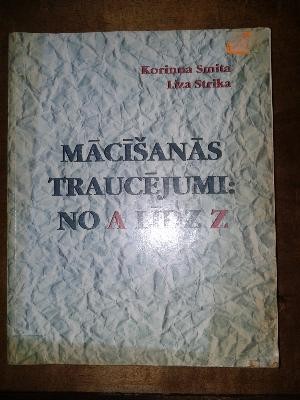 Korinna Smita
Liza Strika
MĀCĪŠANĀS
TRAUCĒJUMI:
NO A LĪDZ Z